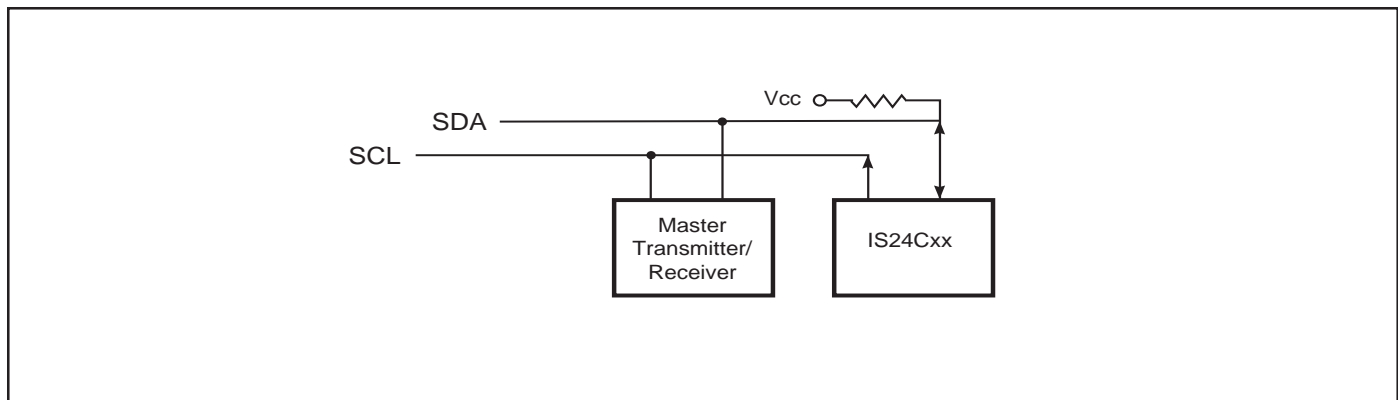 Vcc
SDA
SCL
Master
Transmitter/
Receiver
IS24Cxx